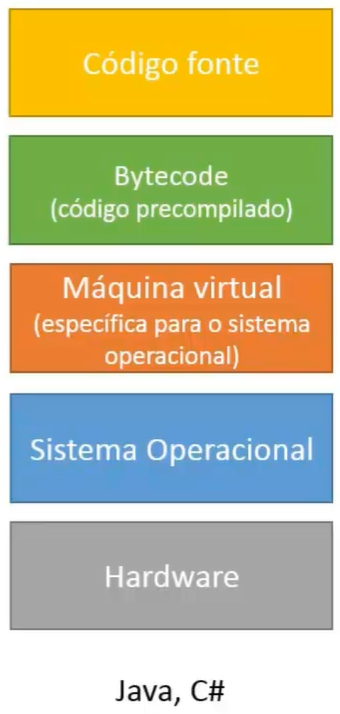 Código fonte
Bytecode
(código precompilado)
Máquina virtual
(específica para o sistema
operacional)
Sistema Operacional
Hardware
Java, C#